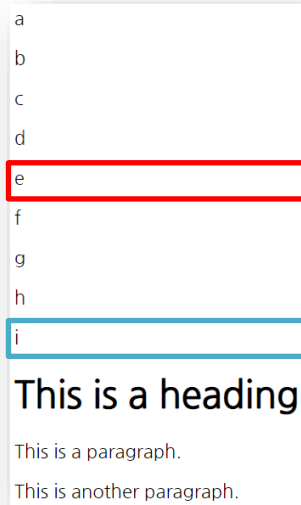 a
b
c
d
e
f
g
h
i
This is a heading
This is a paragraph.
This is another paragraph.